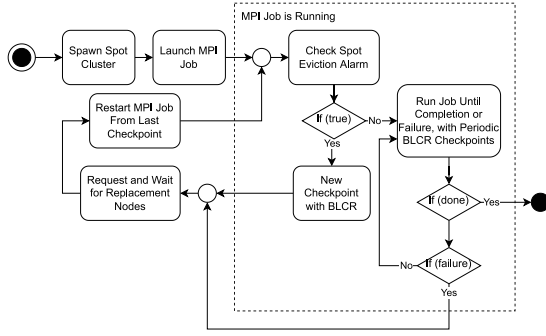 MPI Job is Running
Spawn Spot
Cluster
Launch MPI
Job
Check Spot
Eviction Alarm
Restart MPI Job
From Last
Checkpoint
If (true)
No
Yes
Run Job Until
Completion or
Failure, with Periodic
BLCR Checkpoints
Request and Wait
for Replacement
Nodes
New
Checkpoint
with BLCR
If (done)
Yes
If (failure)
No
Yes